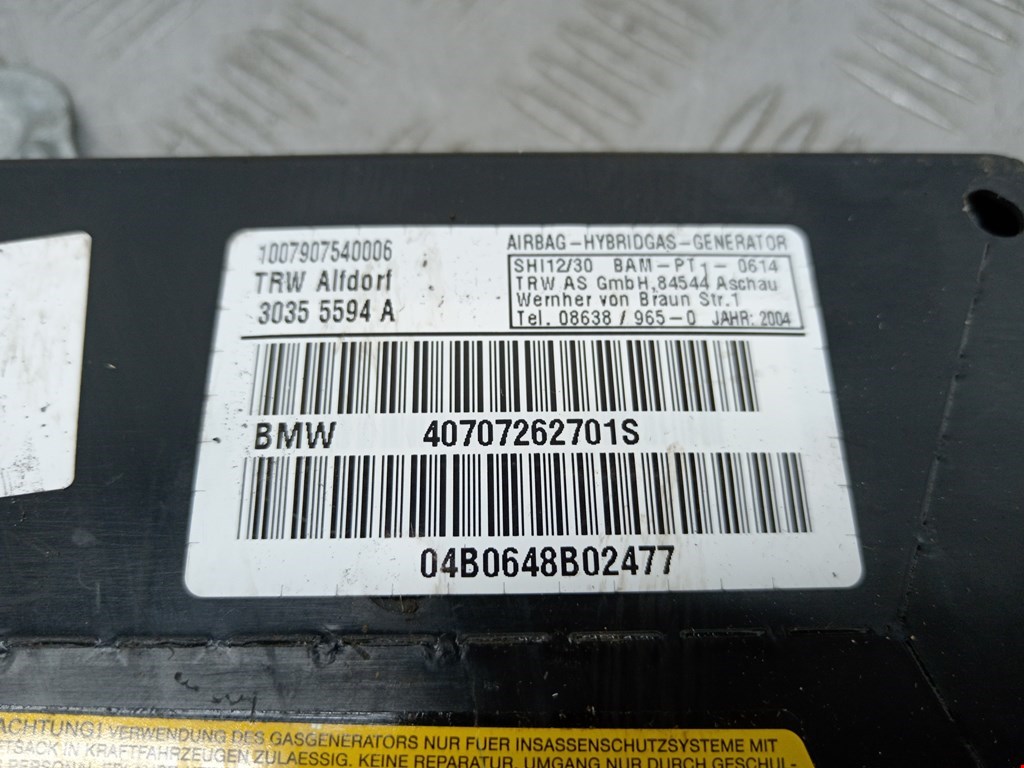 1007907540006
TRW Alfdorf
3035 5594 A
AIRBAG-HYBRIDGAS-GENERATOR
SHI12/30 BAM-PT1-0614
TRW AS GmbH,84544 Aschau
Wernher von Braun Str.1
Tel. 08638 / 965-0 JAHR: 2004
BMW 40707262701S
04B0648B02477
ACHTUNG! VERWENDUNG DES GASGENERATORS NUR FUER INSASSENSCHUTZSYSTEME MIT
FTSACK IN KRAFTFAHRZEUGEN ZULAESSIG. KEINE REPARATUR, UMGANG NUR DURCH GESCHUL-